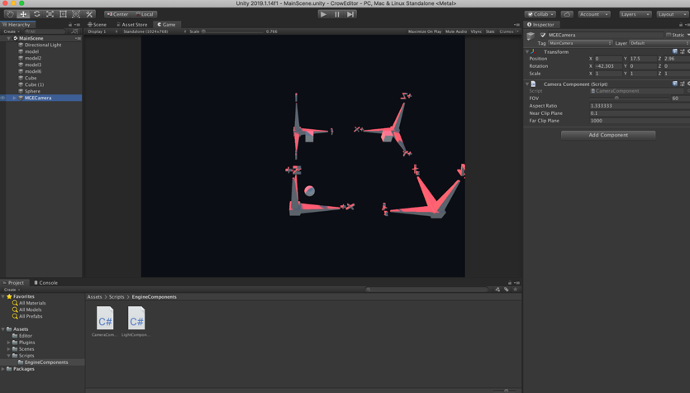 Unity 2019.1.14f1 - MainScene.unity - CrowEditor - PC, Mac & Linux Standalone <Metal>
Center Local
Collab Account Layers Layout
Hierarchy
Create
MainScene
Directional Light
model
model2
model3
model6
Cube
Cube (1)
Sphere
MCECamera
Scene Asset Store Game
Display 1 Standalone (1024x768) Scale 0.766 Maximize On Play Mute Audio VSync Stats Gizmos
Inspector
MCECamera Static
Tag MainCamera Layer Default
Transform
Position X 0 Y 17.5 Z 2.96
Rotation X -42.303 Y 0 Z 0
Scale X 1 Y 1 Z 1
Camera Component (Script)
Script CameraComponent
FOV 60
Aspect Ratio 1.333333
Near Clip Plane 0.1
Far Clip Plane 1000
Add Component
Project Console
Create
Favorites
All Materials
All Models
All Prefabs
Assets
Editor
Plugins
Scenes
Scripts
EngineComponents
Packages
Assets Scripts EngineComponents
C# C#
CameraCom... LightCompon...